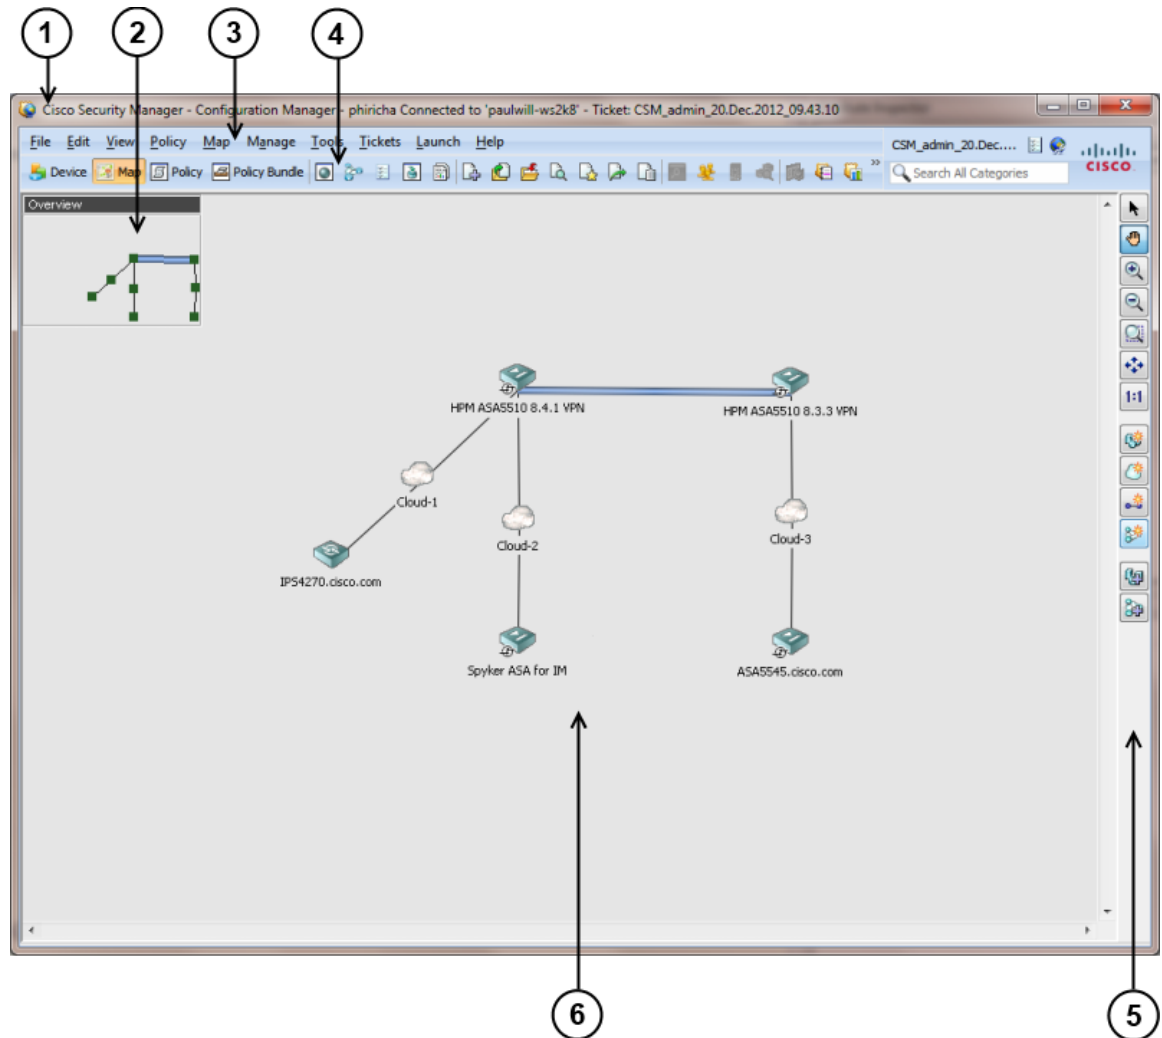 1 2 3 4
Cisco Security Manager - Configuration Manager - phiricha Connected to 'paulwill-ws2k8' - Ticket: CSM_admin_20.Dec.2012_09.43.10
File Edit View Policy Map Manage Tools Tickets Launch Help
CSM_admin_20.Dec....
Device Map Policy Policy Bundle
»
Search All Categories
CISCO
Overview
1:1
HPM ASA5510 8.4.1 VPN
HPM ASA5510 8.3.3 VPN
Cloud-1
Cloud-2
Cloud-3
IPS4270.cisco.com
Spyker ASA for IM
ASA5545.cisco.com
6 5